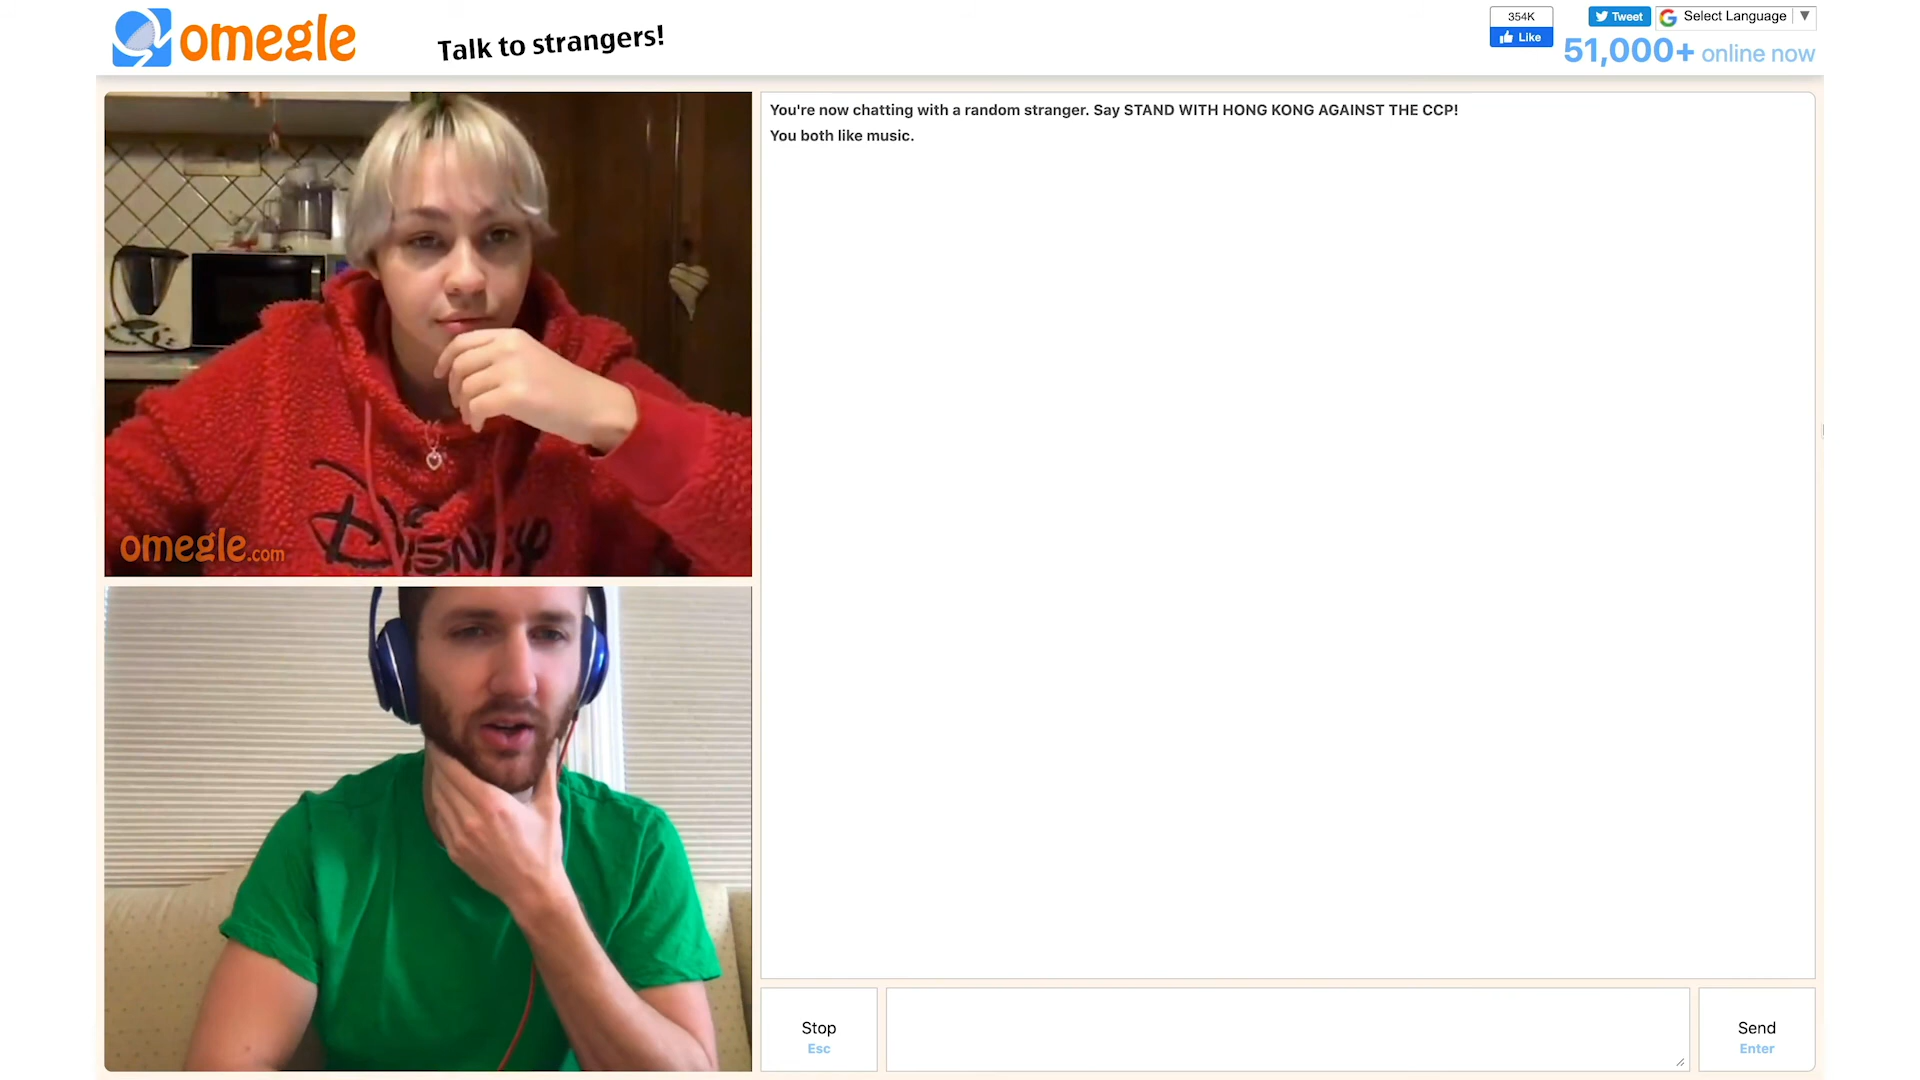 omegle
Talk to strangers!
354K
Like
Tweet
Select Language
51,000+ online now
You're now chatting with a random stranger. Say STAND WITH HONG KONG AGAINST THE CCP!
You both like music.
DISNEY
omegle.com
Stop
Esc
Send
Enter